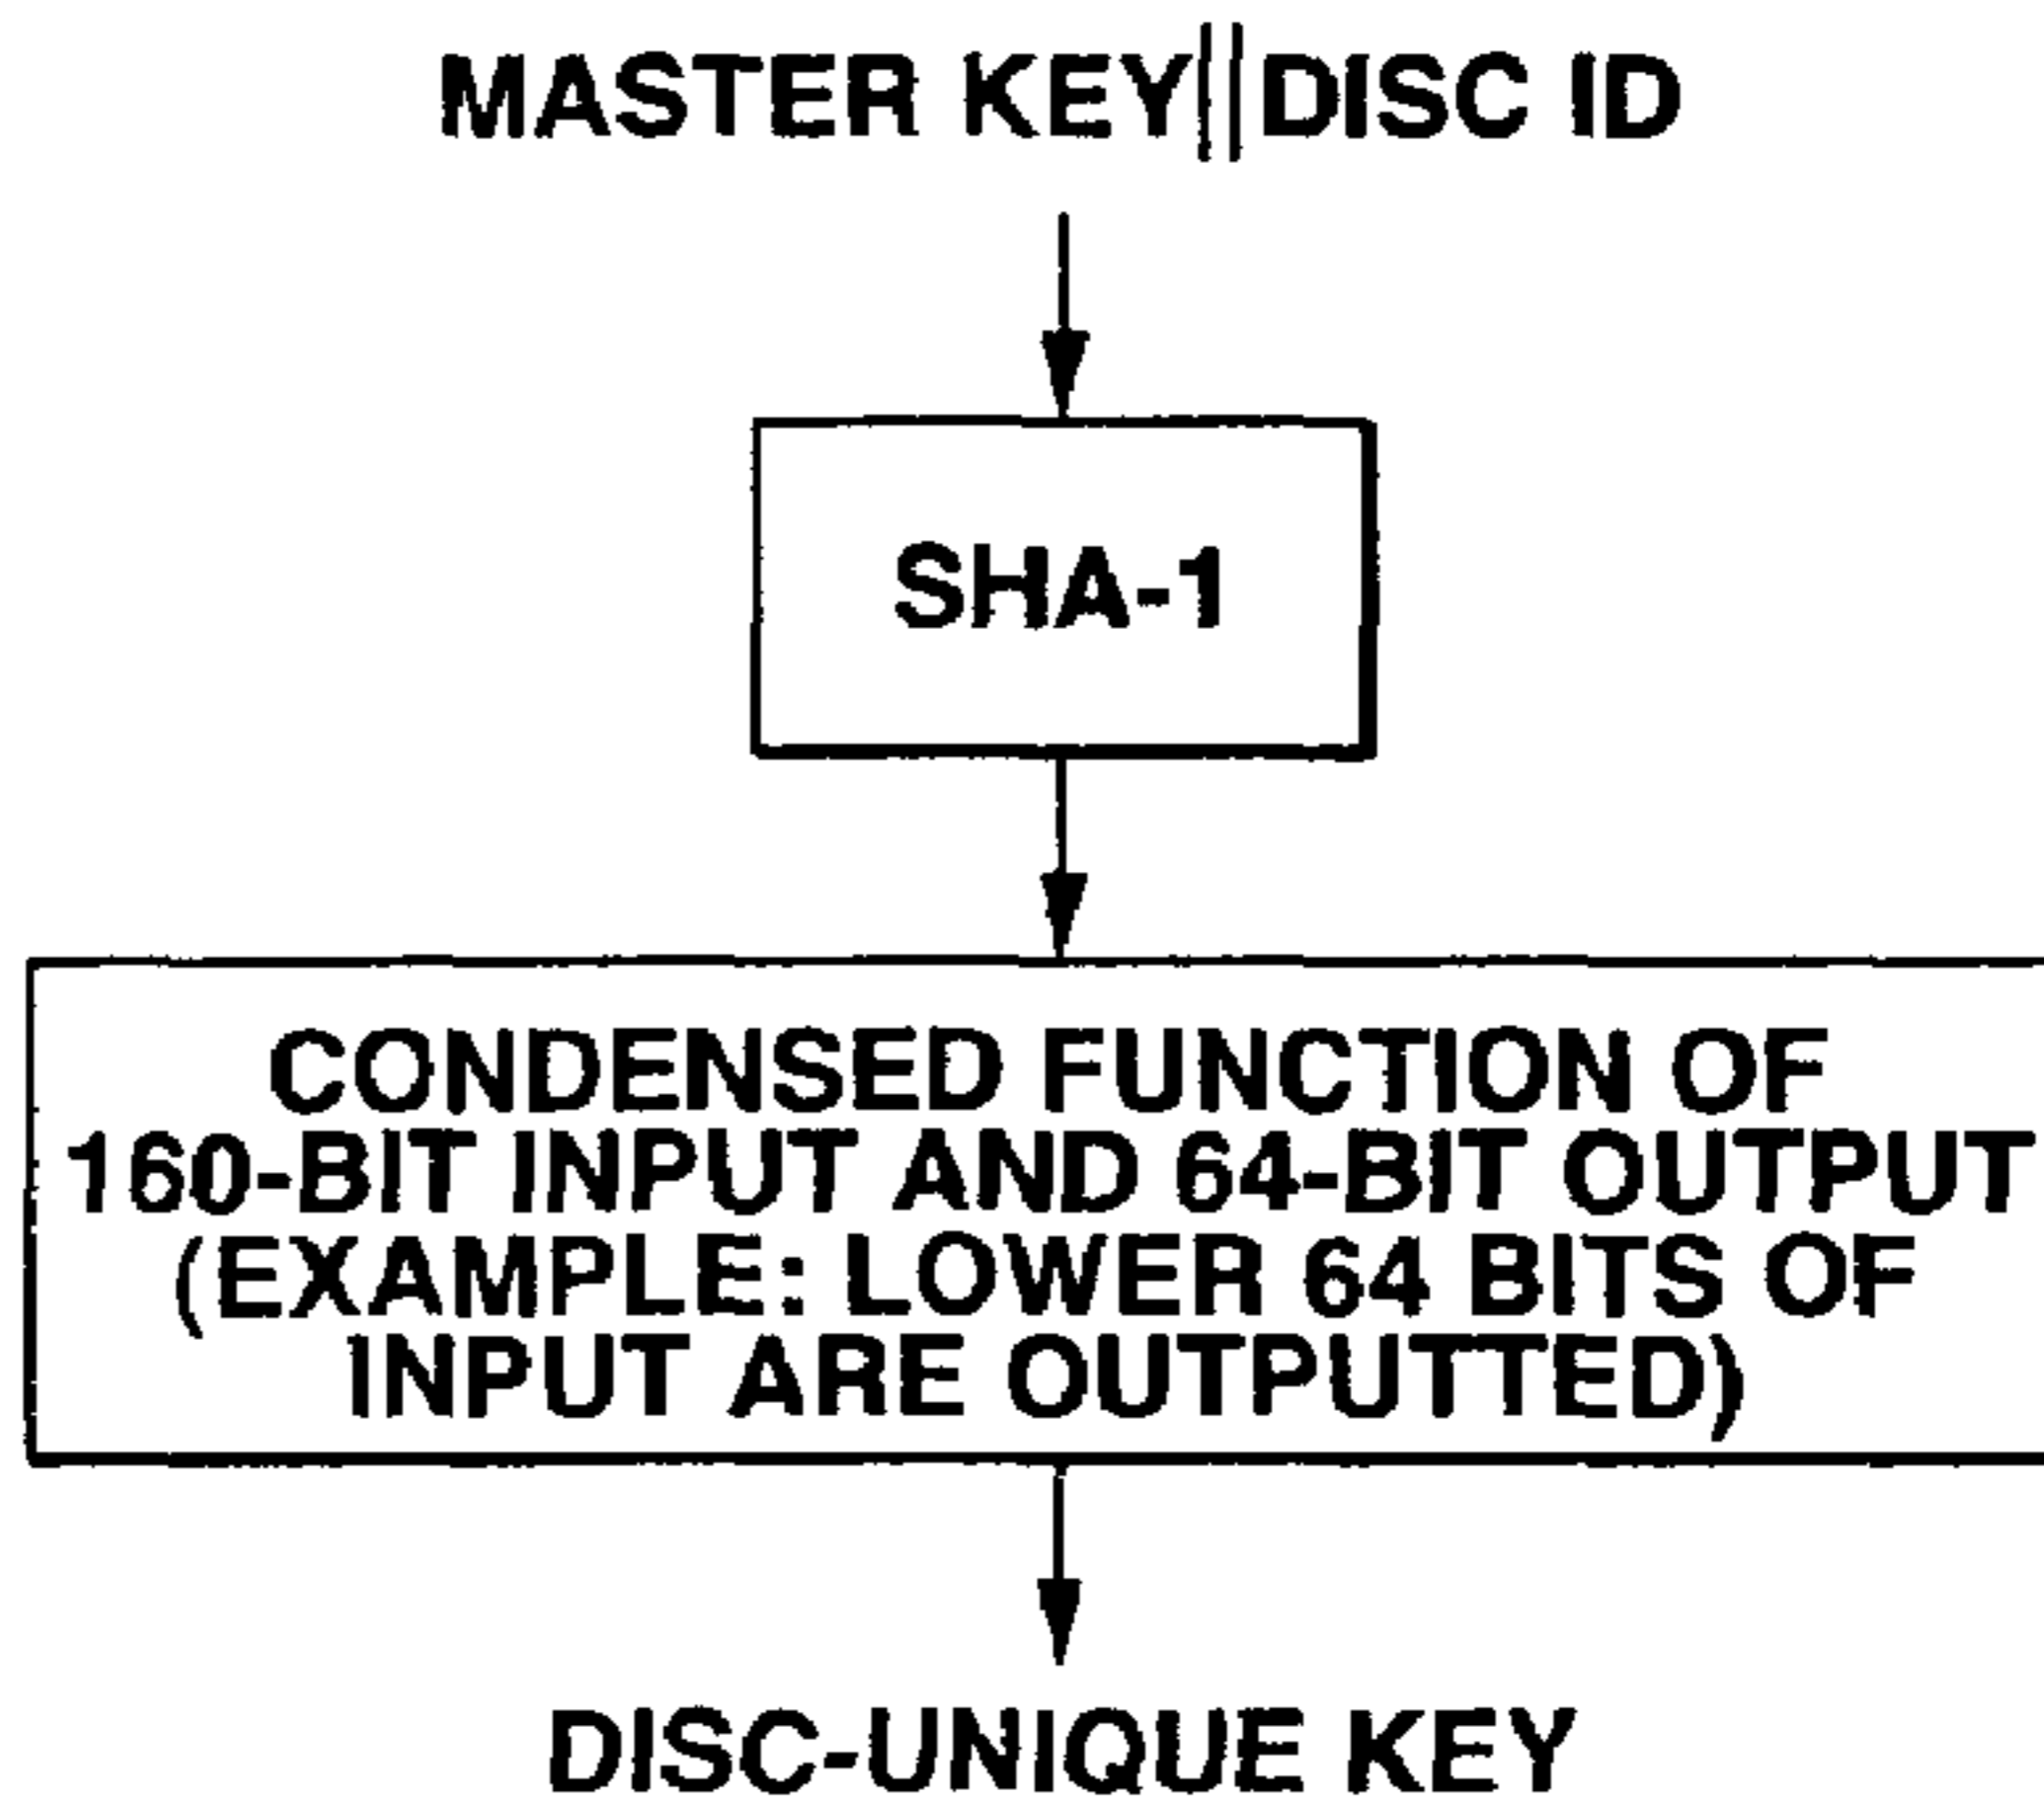 MASTER KEY||DISC ID
SHA-1
CONDENSED FUNCTION OF
160-BIT INPUT AND 64-BIT OUTPUT
(EXAMPLE: LOWER 64 BITS OF
INPUT ARE OUTPUTTED)
DISC-UNIQUE KEY